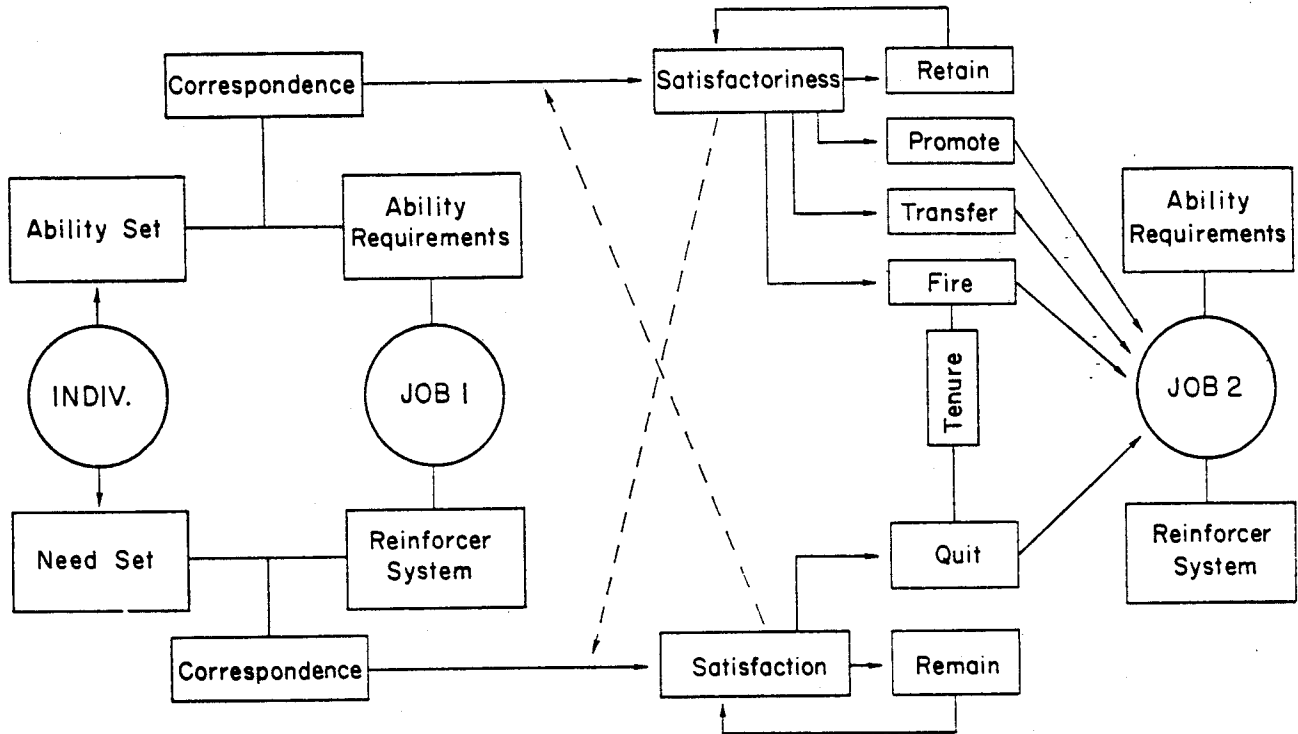 Correspondence
Satisfactoriness
Retain
Promote
Ability Set
Ability
Requirements
Transfer
Ability
Requirements
Fire
INDIV.
JOB 1
Tenure
JOB 2
Need Set
Reinforcer
System
Quit
Reinforcer
System
Correspondence
Satisfaction
Remain